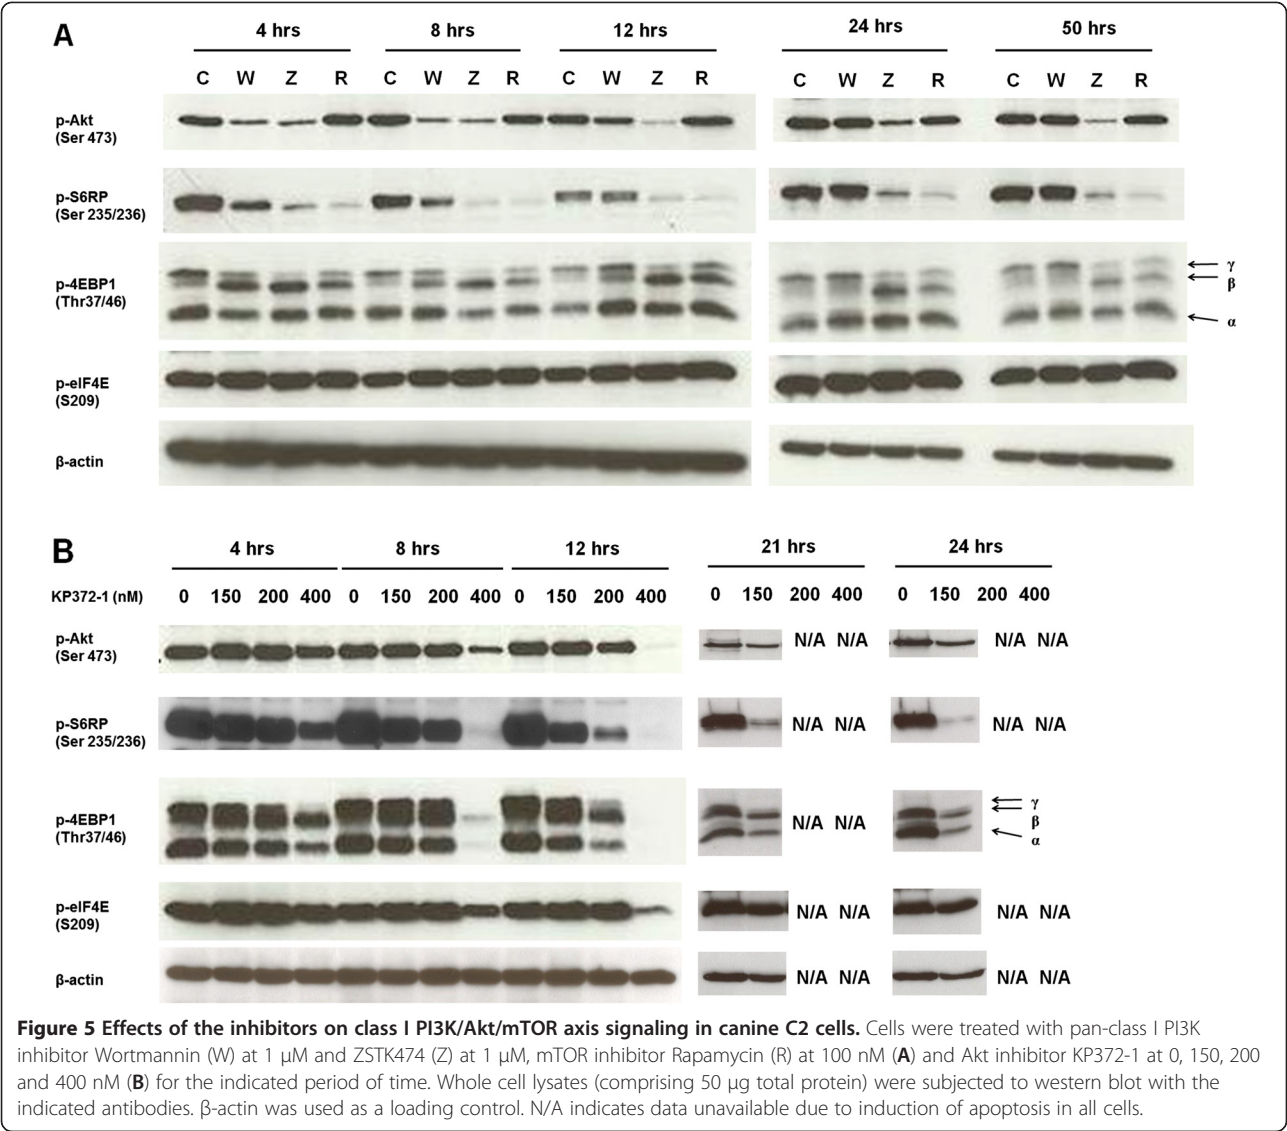 A
4 hrs 8 hrs 12 hrs 24 hrs 50 hrs
C W Z R C W Z R C W Z R C W Z R C W Z R
p-Akt
(Ser 473)
p-S6RP
(Ser 235/236)
p-4EBP1
(Thr37/46)
γ
β
α
p-eIF4E
(S209)
β-actin
B
4 hrs 8 hrs 12 hrs 21 hrs 24 hrs
KP372-1 (nM) 0 150 200 400 0 150 200 400 0 150 200 400 0 150 200 400 0 150 200 400
p-Akt
(Ser 473)
N/A N/A N/A N/A
p-S6RP
(Ser 235/236)
N/A N/A N/A N/A
p-4EBP1
(Thr37/46)
N/A N/A
γ
β
α
p-eIF4E
(S209)
N/A N/A N/A N/A
β-actin
N/A N/A N/A N/A
Figure 5 Effects of the inhibitors on class I PI3K/Akt/mTOR axis signaling in canine C2 cells. Cells were treated with pan-class I PI3K
inhibitor Wortmannin (W) at 1 μM and ZSTK474 (Z) at 1 μM, mTOR inhibitor Rapamycin (R) at 100 nM (A) and Akt inhibitor KP372-1 at 0, 150, 200
and 400 nM (B) for the indicated period of time. Whole cell lysates (comprising 50 μg total protein) were subjected to western blot with the
indicated antibodies. β-actin was used as a loading control. N/A indicates data unavailable due to induction of apoptosis in all cells.